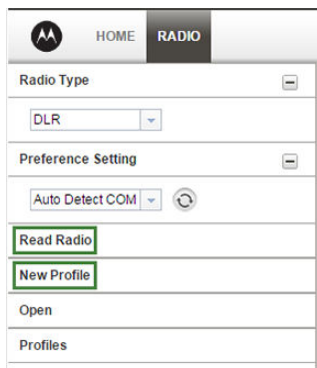 HOME RADIO
Radio Type
DLR
Preference Setting
Auto Detect COM
Read Radio
New Profile
Open
Profiles